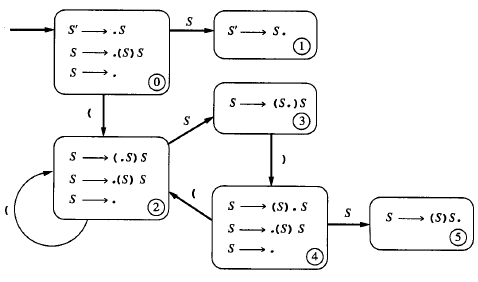 S' ⟶ .S
S ⟶ .(S)S
S ⟶ .
0
S
S' ⟶ S.
1
(
S ⟶ (.S)S
S ⟶ .(S) S
S ⟶ .
2
(
S
S ⟶ (S.)S
3
)
(
S ⟶ (S).S
S ⟶ .(S) S
S ⟶ .
4
S
S ⟶ (S)S.
5